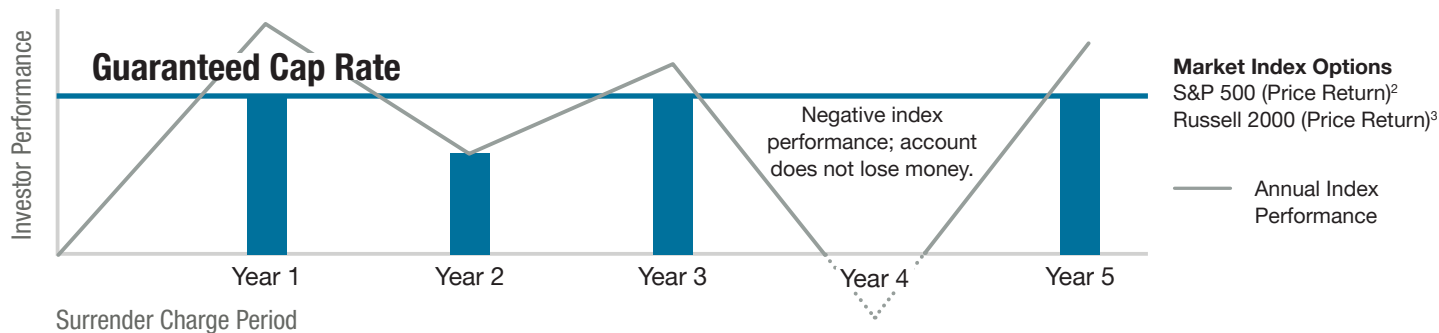 Investor Performance
Guaranteed Cap Rate
Negative index
performance; account
does not lose money.
Year 1
Year 2
Year 3
Year 4
Year 5
Surrender Charge Period
Market Index Options
S&P 500 (Price Return)²
Russell 2000 (Price Return)³
Annual Index
Performance